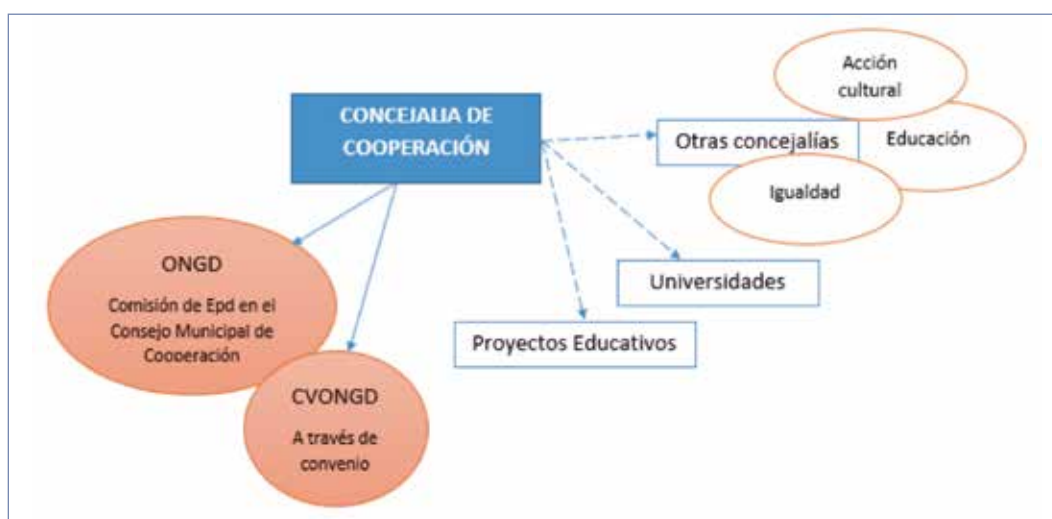 CONCEJALIA DE
COOPERACIÓN
Acción
cultural
Otras concejalías
Educación
Igualdad
Universidades
Proyectos Educativos
ONGD
Comisión de Epd en el
Consejo Municipal de
Cooperación
CVONGD
A través de
convenio